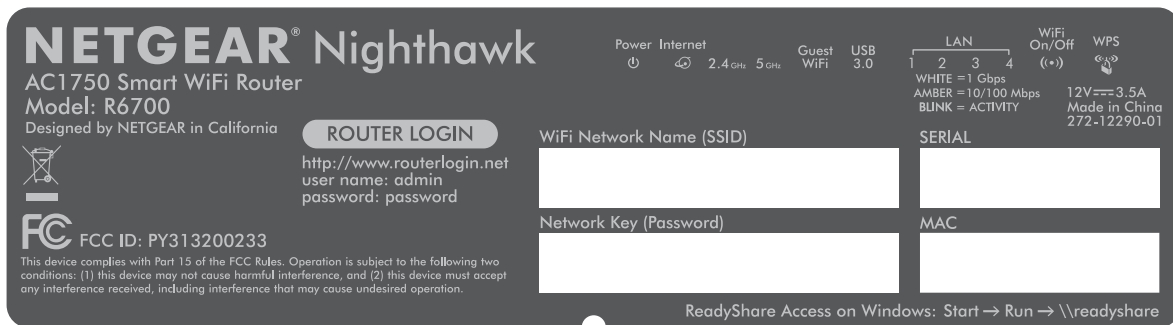 NETGEAR® Nighthawk
AC1750 Smart WiFi Router
Model: R6700
Designed by NETGEAR in California
ROUTER LOGIN
http://www.routerlogin.net
user name: admin
password: password
FC FCC ID: PY313200233
This device complies with Part 15 of the FCC Rules. Operation is subject to the following two
conditions: (1) this device may not cause harmful interference, and (2) this device must accept
any interference received, including interference that may cause undesired operation.
Power Internet
2.4 GHz 5 GHz
Guest
WiFi
USB
3.0
LAN
1 2 3 4
WHITE = 1 Gbps
AMBER = 10/100 Mbps
BLINK = ACTIVITY
WiFi
On/Off
WPS
12V⎓3.5A
Made in China
272-12290-01
WiFi Network Name (SSID)
SERIAL
Network Key (Password)
MAC
ReadyShare Access on Windows: Start → Run → \\readyshare